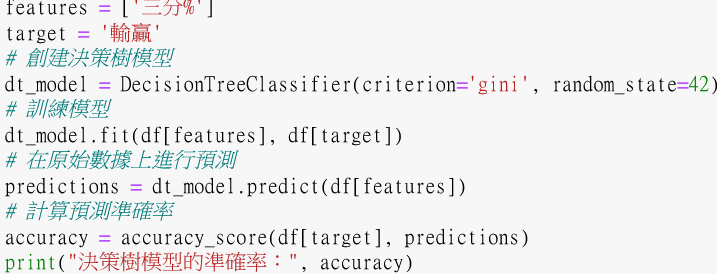 features = ['三分%']
target = '輸贏'
# 創建決策樹模型
dt_model = DecisionTreeClassifier(criterion='gini', random_state=42)
# 訓練模型
dt_model.fit(df[features], df[target])
# 在原始數據上進行預測
predictions = dt_model.predict(df[features])
# 計算預測準確率
accuracy = accuracy_score(df[target], predictions)
print("決策樹模型的準確率：", accuracy)